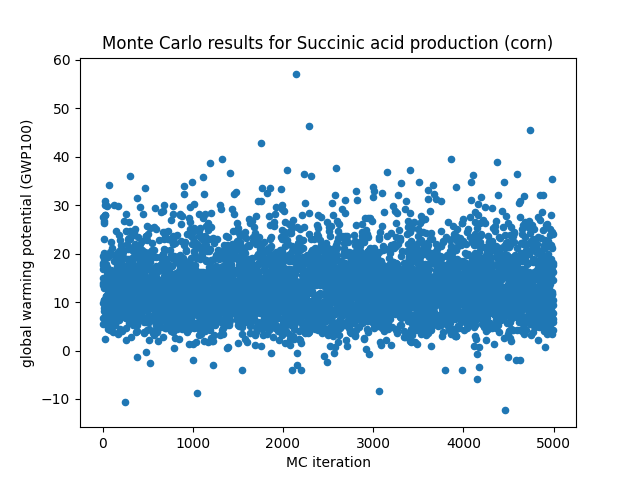 Monte Carlo results for Succinic acid production (corn)
60
50
40
30
20
10
0
−10
global warming potential (GWP100)
0 1000 2000 3000 4000 5000
MC iteration